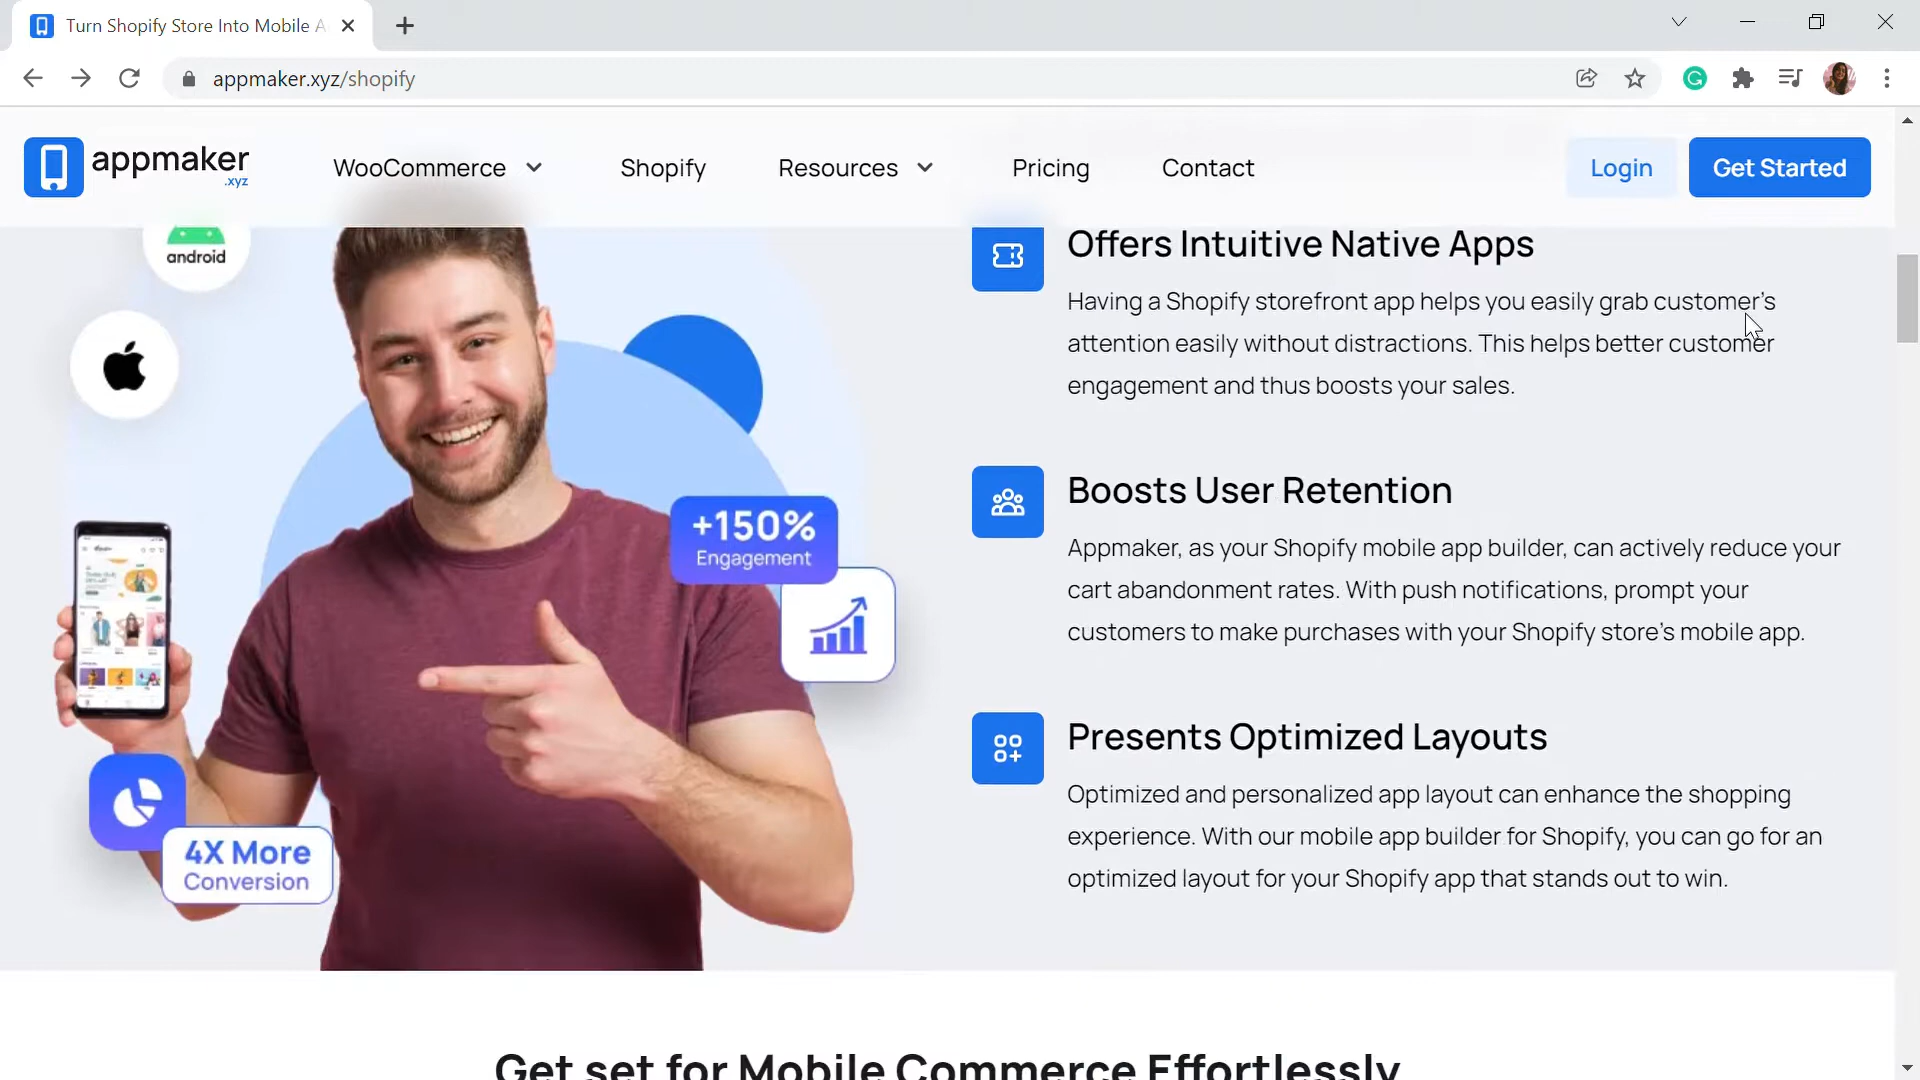 Turn Shopify Store Into Mobile A
appmaker.xyz/shopify
appmaker
.xyz
WooCommerce
Shopify
Resources
Pricing
Contact
Login
Get Started
android
+150%
Engagement
4X More
Conversion
Offers Intuitive Native Apps
Having a Shopify storefront app helps you easily grab customer's
attention easily without distractions. This helps better customer
engagement and thus boosts your sales.
Boosts User Retention
Appmaker, as your Shopify mobile app builder, can actively reduce your
cart abandonment rates. With push notifications, prompt your
customers to make purchases with your Shopify store's mobile app.
Presents Optimized Layouts
Optimized and personalized app layout can enhance the shopping
experience. With our mobile app builder for Shopify, you can go for an
optimized layout for your Shopify app that stands out to win.
Get set for Mobile Commerce Effortlessly